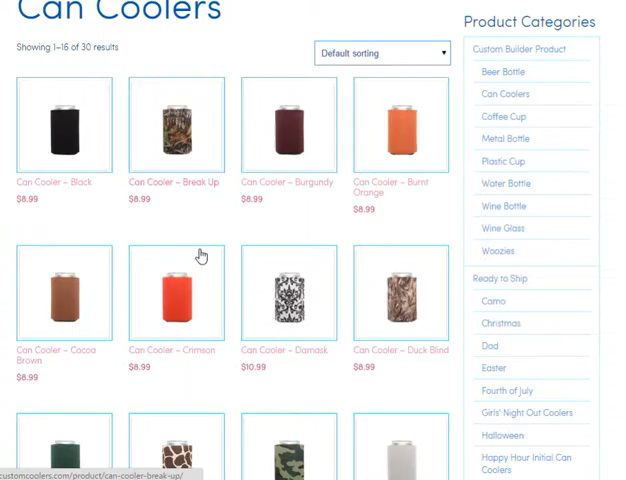 Can Coolers
Product Categories
Showing 1–16 of 30 results
Default sorting
Custom Builder Product
Beer Bottle
Can Coolers
Coffee Cup
Metal Bottle
Plastic Cup
Water Bottle
Wine Bottle
Wine Glass
Woozies
Ready to Ship
Camo
Christmas
Dad
Easter
Fourth of July
Girls' Night Out Coolers
Halloween
Happy Hour Initial Can
Coolers
Can Cooler – Black
$8.99
Can Cooler – Break Up
$8.99
Can Cooler – Burgundy
$8.99
Can Cooler – Burnt
Orange
$8.99
Can Cooler – Cocoa
Brown
$8.99
Can Cooler – Crimson
$8.99
Can Cooler – Damask
$10.99
Can Cooler – Duck Blind
$8.99
customcoolers.com/product/can-cooler-break-up/